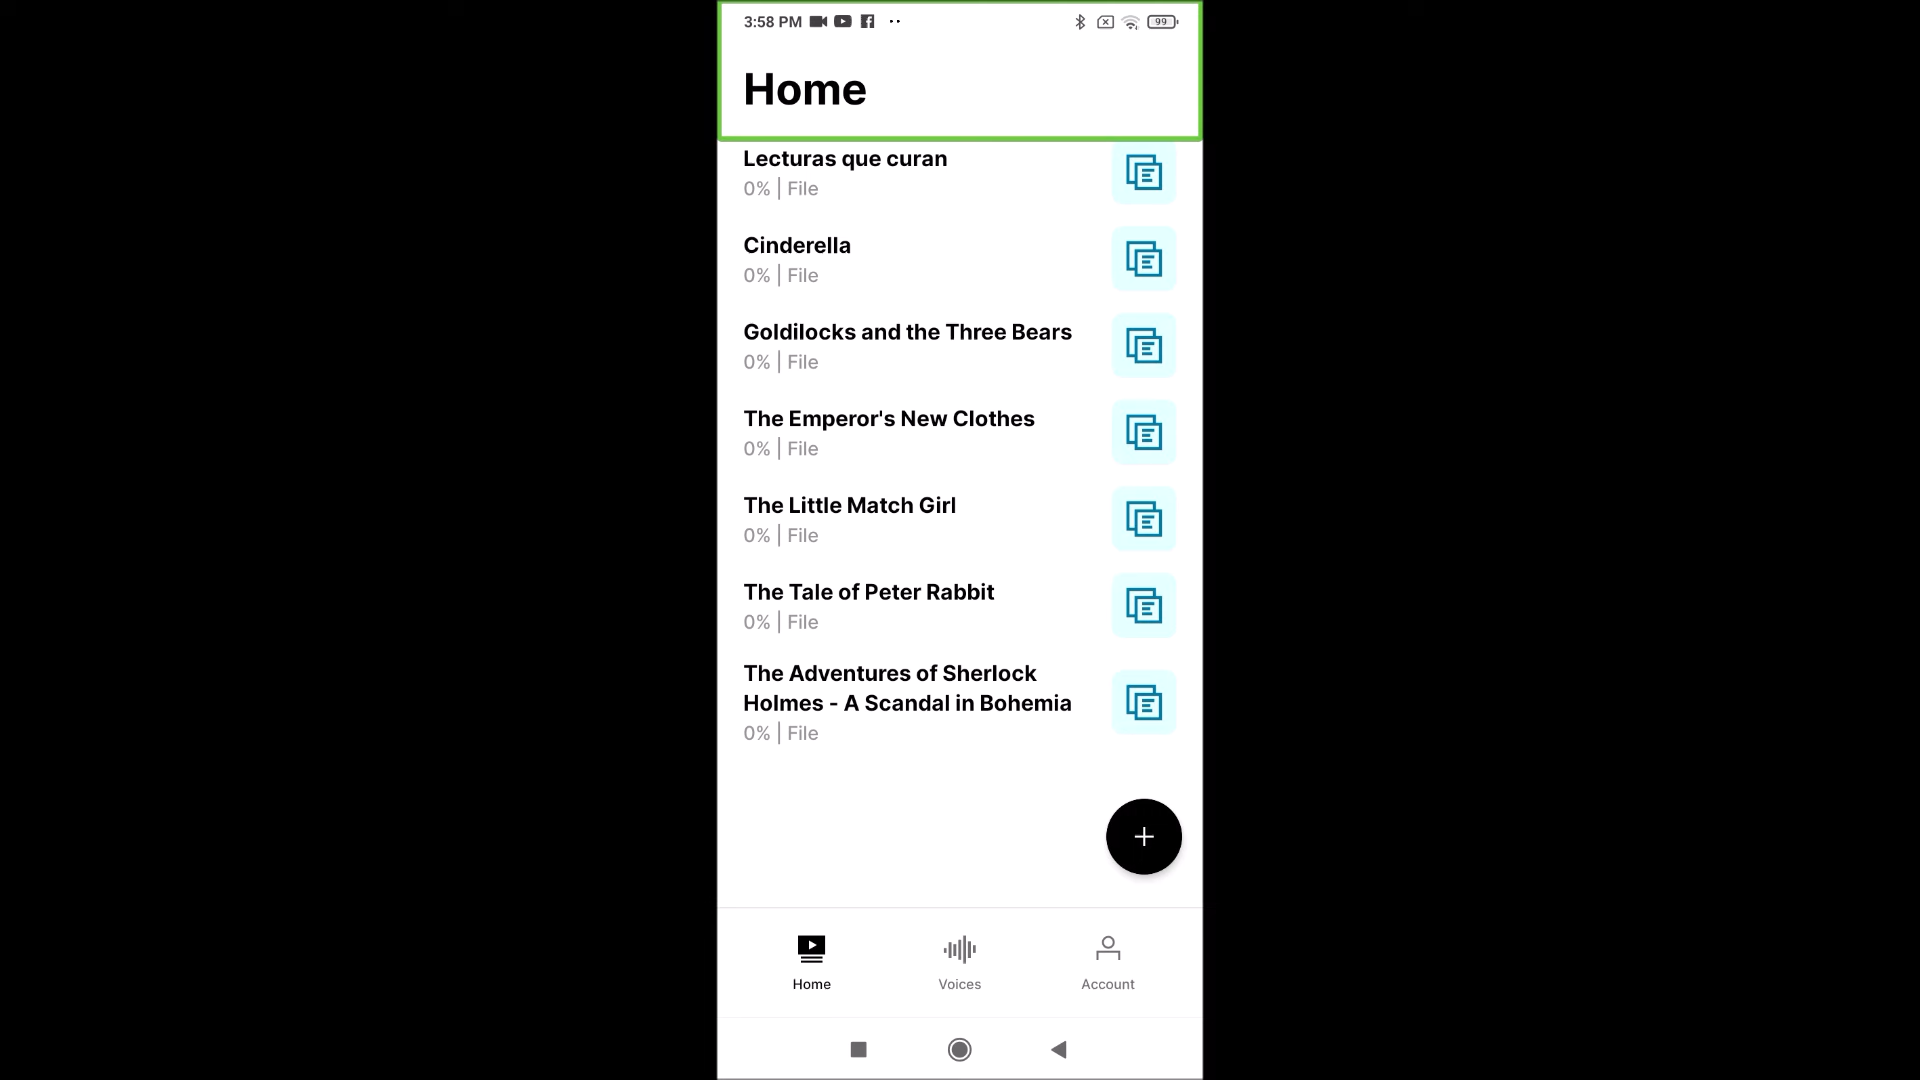 3:58 PM
99
Home
Lecturas que curan
0% | File
Cinderella
0% | File
Goldilocks and the Three Bears
0% | File
The Emperor's New Clothes
0% | File
The Little Match Girl
0% | File
The Tale of Peter Rabbit
0% | File
The Adventures of Sherlock
Holmes - A Scandal in Bohemia
0% | File
Home
Voices
Account